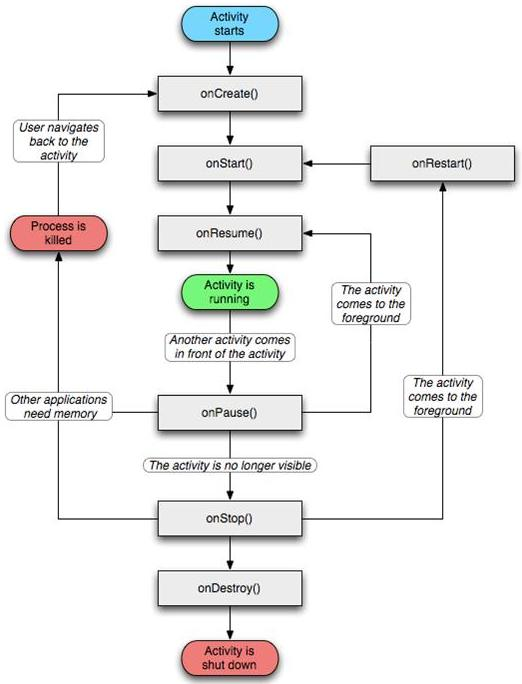 Activity
starts
onCreate()
User navigates
back to the
activity
onStart()
onRestart()
Process is
killed
onResume()
Activity is
running
The activity
comes to the
foreground
Another activity comes
in front of the activity
Other applications
need memory
onPause()
The activity
comes to the
foreground
The activity is no longer visible
onStop()
onDestroy()
Activity is
shut down